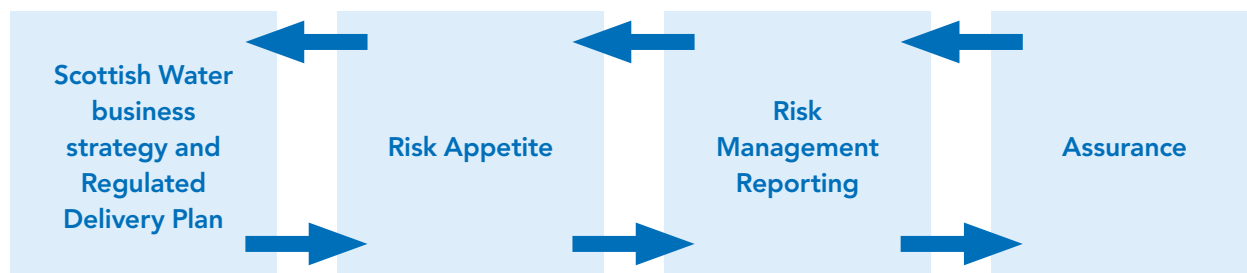 Scottish Water
business
strategy and
Regulated
Delivery Plan
Risk Appetite
Risk
Management
Reporting
Assurance